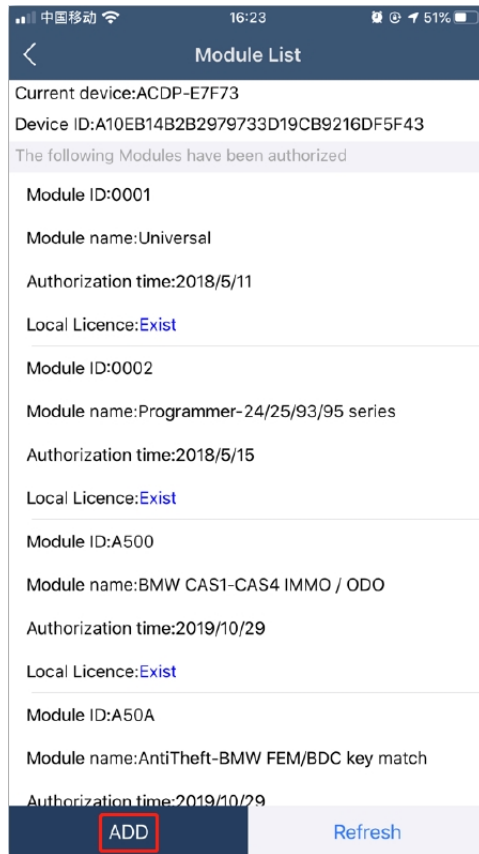 中国移动 16:23 51%
Module List
Current device:ACDP-E7F73
Device ID:A10EB14B2B2979733D19CB9216DF5F43
The following Modules have been authorized
Module ID:0001
Module name:Universal
Authorization time:2018/5/11
Local Licence:Exist
Module ID:0002
Module name:Programmer-24/25/93/95 series
Authorization time:2018/5/15
Local Licence:Exist
Module ID:A500
Module name:BMW CAS1-CAS4 IMMO / ODO
Authorization time:2019/10/29
Local Licence:Exist
Module ID:A50A
Module name:AntiTheft-BMW FEM/BDC key match
Authorization time:2019/10/29
ADD Refresh